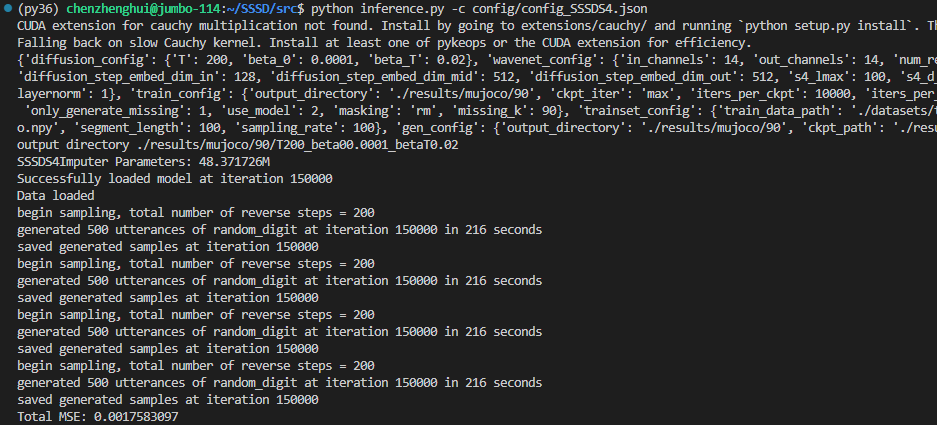 (py36) chenzhenghui@jumbo-114:~/SSSD/src$ python inference.py -c config/config_SSSDS4.json
CUDA extension for cauchy multiplication not found. Install by going to extensions/cauchy/ and running `python setup.py install`.
Falling back on slow Cauchy kernel. Install at least one of pykeops or the CUDA extension for efficiency.
{'diffusion_config': {'T': 200, 'beta_0': 0.0001, 'beta_T': 0.02}, 'wavenet_config': {'in_channels': 14, 'out_channels': 14,
'diffusion_step_embed_dim_in': 128, 'diffusion_step_embed_dim_mid': 512, 'diffusion_step_embed_dim_out': 512, 's4_lmax': 100,
layernorm': 1}, 'train_config': {'output_directory': './results/mujoco/90', 'ckpt_iter': 'max', 'iters_per_ckpt': 10000,
'only_generate_missing': 1, 'use_model': 2, 'masking': 'rm', 'missing_k': 90}, 'trainset_config': {'train_data_path': './datasets/
o.npy', 'segment_length': 100, 'sampling_rate': 100}, 'gen_config': {'output_directory': './results/mujoco/90', 'ckpt_path':
output directory ./results/mujoco/90/T200_beta00.0001_betaT0.02
SSSDS4Imputer Parameters: 48.371726M
Successfully loaded model at iteration 150000
Data loaded
begin sampling, total number of reverse steps = 200
generated 500 utterances of random_digit at iteration 150000 in 216 seconds
saved generated samples at iteration 150000
begin sampling, total number of reverse steps = 200
generated 500 utterances of random_digit at iteration 150000 in 216 seconds
saved generated samples at iteration 150000
begin sampling, total number of reverse steps = 200
generated 500 utterances of random_digit at iteration 150000 in 216 seconds
saved generated samples at iteration 150000
begin sampling, total number of reverse steps = 200
generated 500 utterances of random_digit at iteration 150000 in 216 seconds
saved generated samples at iteration 150000
Total MSE: 0.0017583097